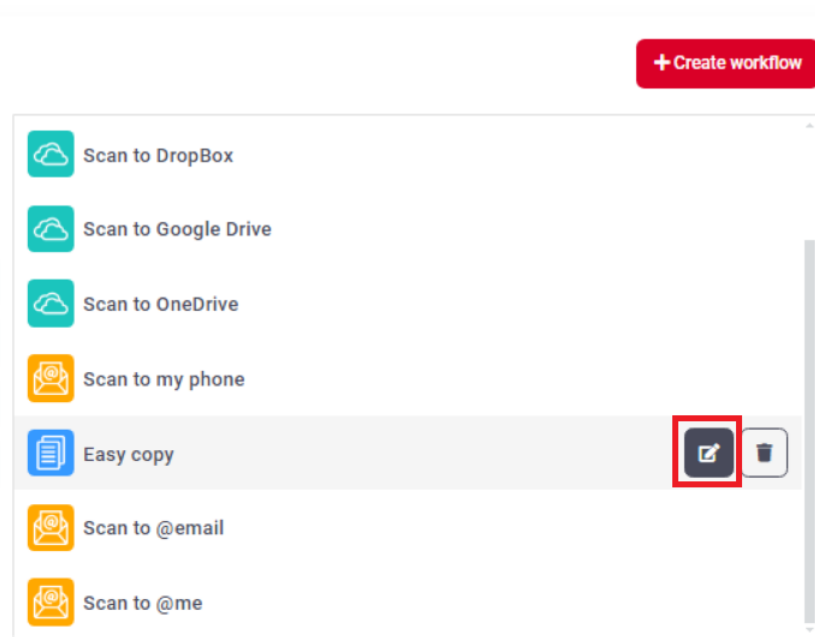 + Create workflow
Scan to DropBox
Scan to Google Drive
Scan to OneDrive
Scan to my phone
Easy copy
Scan to @email
Scan to @me